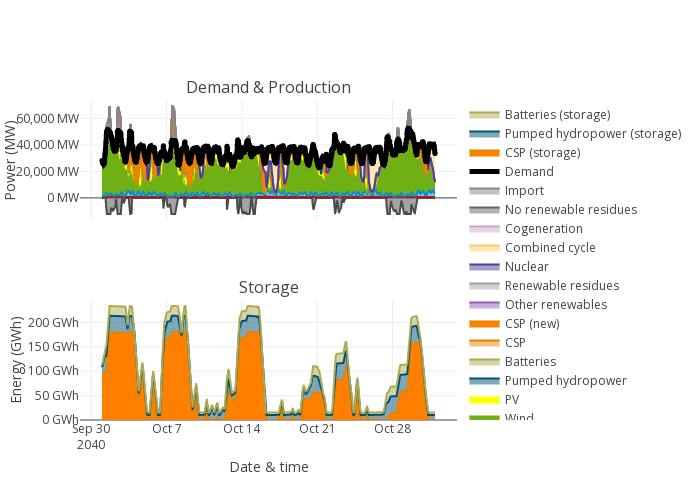 Demand & Production
Power (MW)
60,000 MW
40,000 MW
20,000 MW
0 MW
Storage
Energy (GWh)
200 GWh
150 GWh
100 GWh
50 GWh
0 GWh
Sep 30
2040
Oct 7
Oct 14
Oct 21
Oct 28
Date & time
Batteries (storage)
Pumped hydropower (storage)
CSP (storage)
Demand
Import
No renewable residues
Cogeneration
Combined cycle
Nuclear
Renewable residues
Other renewables
CSP (new)
CSP
Batteries
Pumped hydropower
PV
Wind